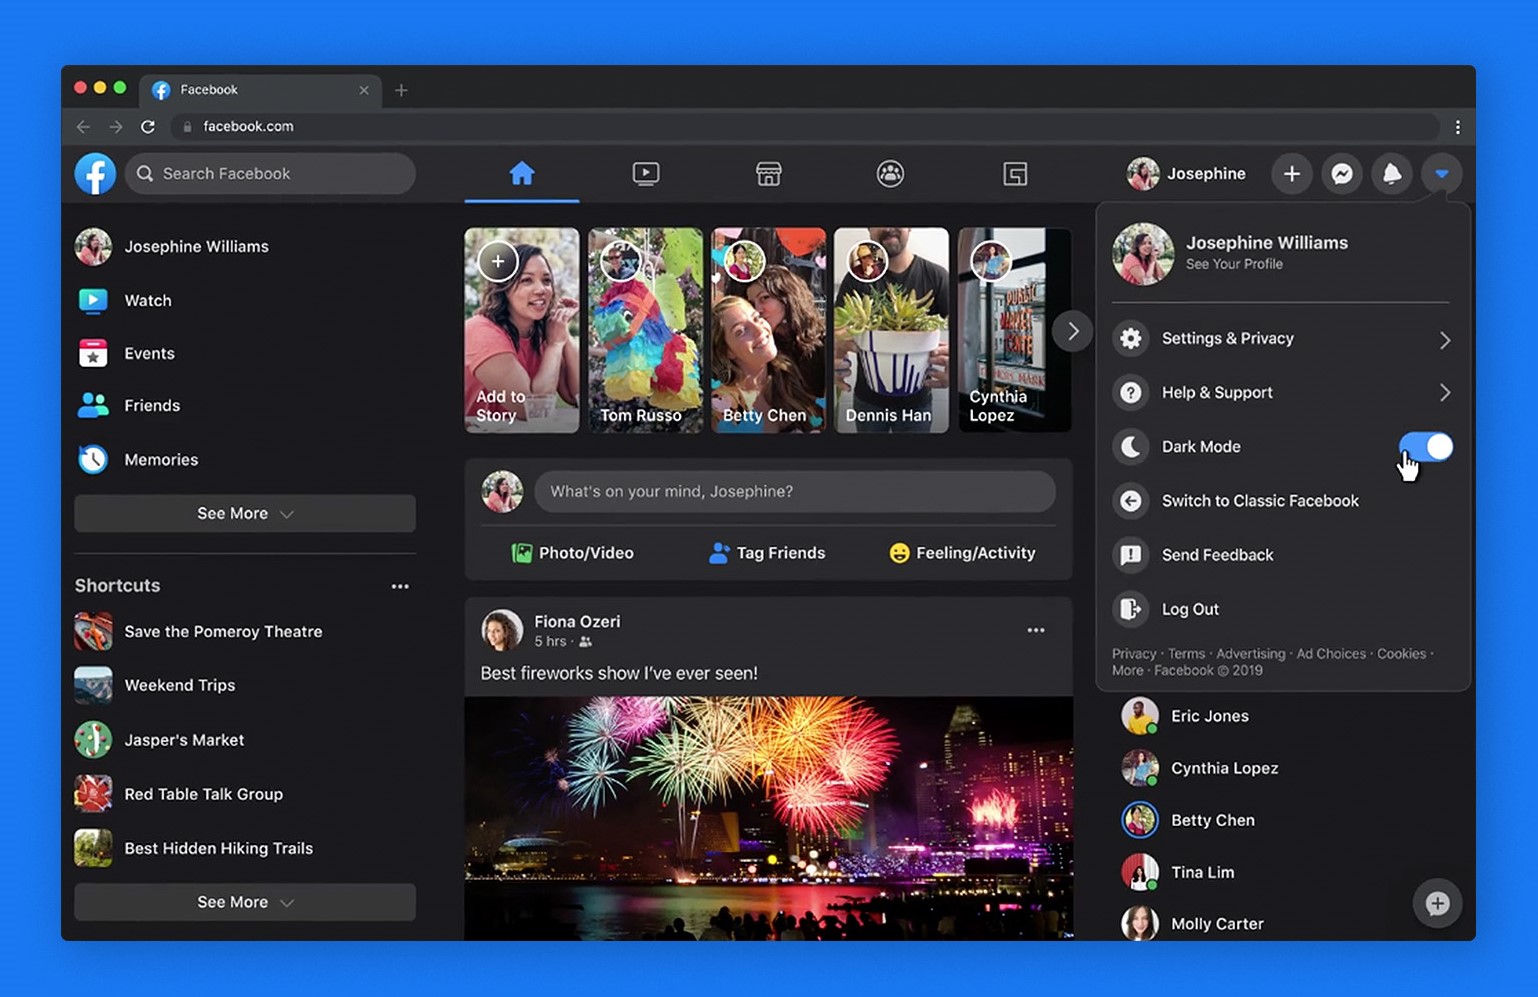 Facebook
facebook.com
Search Facebook
Josephine
Josephine Williams
Watch
Events
Friends
Memories
See More
Shortcuts
Save the Pomeroy Theatre
Weekend Trips
Jasper's Market
Red Table Talk Group
Best Hidden Hiking Trails
See More
Add to
Story
Tom Russo
Betty Chen
Dennis Han
PUBLIC
MARKET
CAFE
Cynthia
Lopez
What's on your mind, Josephine?
Photo/Video
Tag Friends
Feeling/Activity
Fiona Ozeri
5 hrs ·
Best fireworks show I've ever seen!
Josephine Williams
See Your Profile
Settings & Privacy
Help & Support
Dark Mode
Switch to Classic Facebook
Send Feedback
Log Out
Privacy · Terms · Advertising · Ad Choices · Cookies ·
More · Facebook © 2019
Eric Jones
Cynthia Lopez
Betty Chen
Tina Lim
Molly Carter